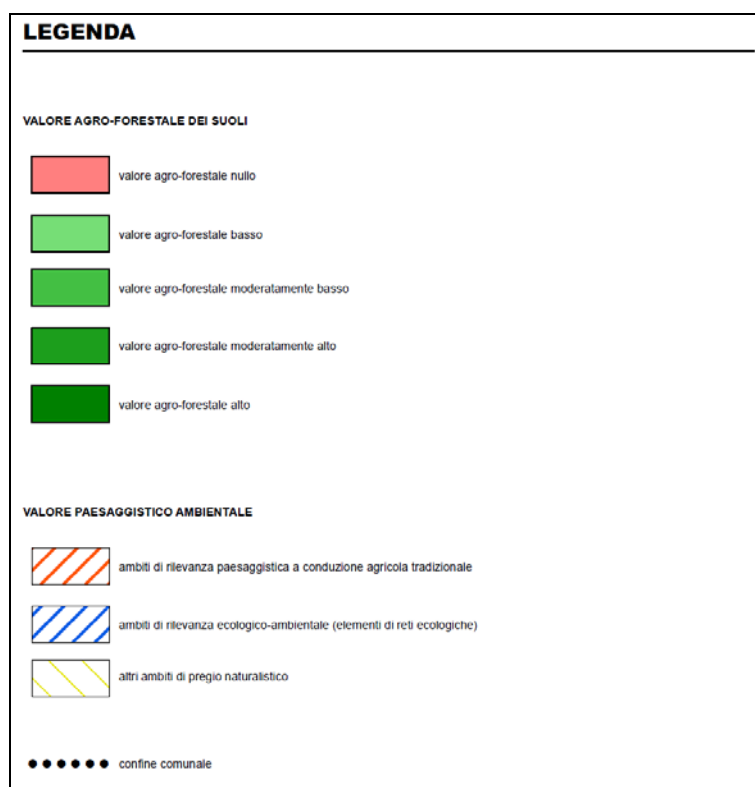 LEGENDA
VALORE AGRO-FORESTALE DEI SUOLI
valore agro-forestale nullo
valore agro-forestale basso
valore agro-forestale moderatamente basso
valore agro-forestale moderatamente alto
valore agro-forestale alto
VALORE PAESAGGISTICO AMBIENTALE
ambiti di rilevanza paesaggistica a conduzione agricola tradizionale
ambiti di rilevanza ecologico-ambientale (elementi di reti ecologiche)
altri ambiti di pregio naturalistico
confine comunale